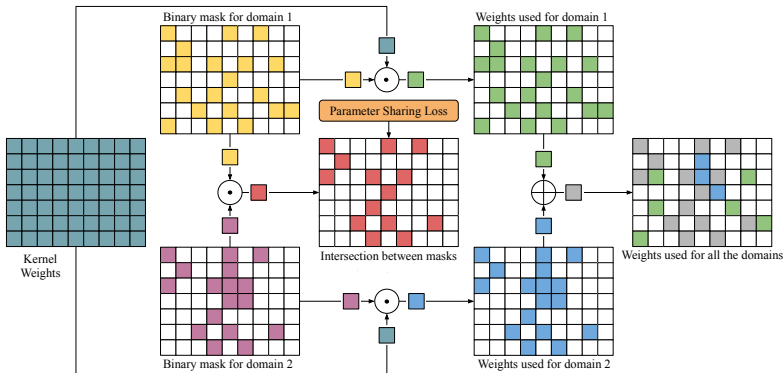 Binary mask for domain 1
Weights used for domain 1
Parameter Sharing Loss
Kernel
Weights
Intersection between masks
Weights used for all the domains
Binary mask for domain 2
Weights used for domain 2